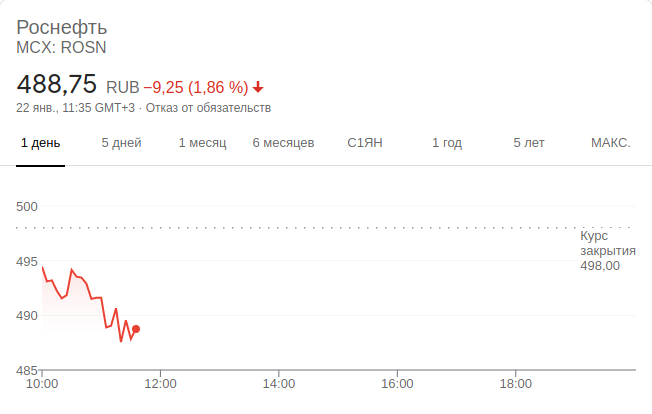 Роснефть
MCX: ROSN
488,75 RUB −9,25 (1,86 %)
22 янв., 11:35 GMT+3 · Отказ от обязательств
1 день 5 дней 1 месяц 6 месяцев С1ЯН 1 год 5 лет МАКС.
500
Курс
закрытия
498,00
495
490
485
10:00 12:00 14:00 16:00 18:00